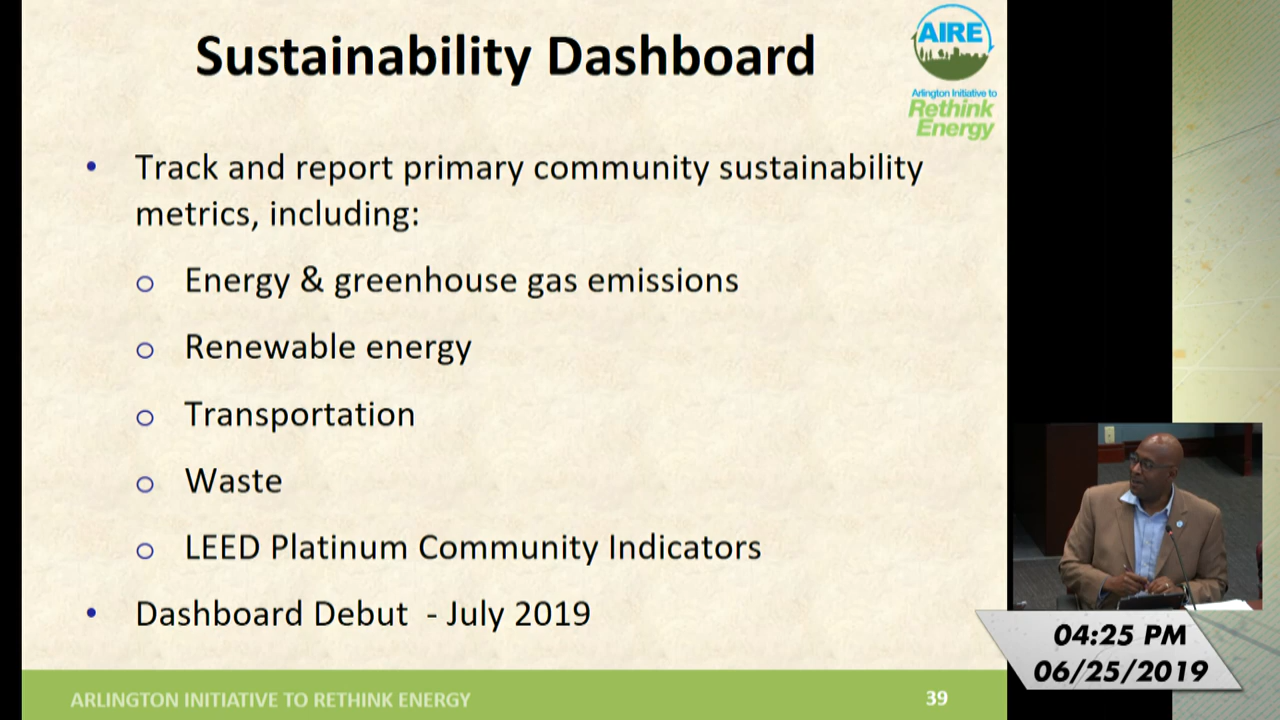 Sustainability Dashboard
AIRE
Arlington Initiative to
Rethink
Energy
• Track and report primary community sustainability
metrics, including:
o Energy & greenhouse gas emissions
o Renewable energy
o Transportation
o Waste
o LEED Platinum Community Indicators
• Dashboard Debut - July 2019
ARLINGTON INITIATIVE TO RETHINK ENERGY
39
04:25 PM
06/25/2019